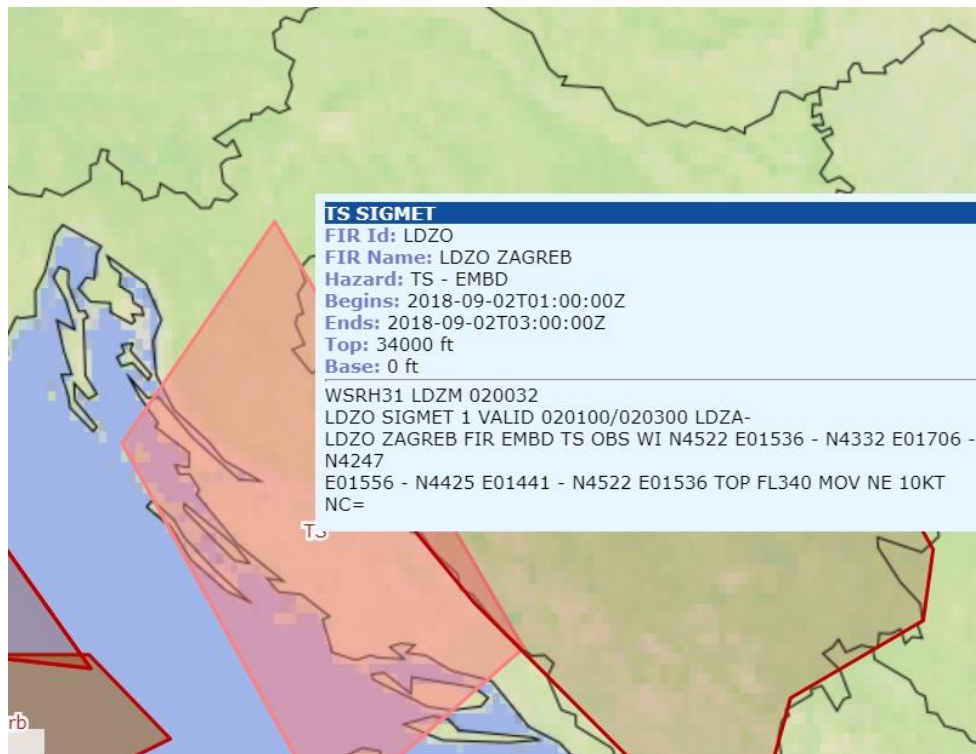 TS SIGMET
FIR Id: LDZO
FIR Name: LDZO ZAGREB
Hazard: TS - EMBD
Begins: 2018-09-02T01:00:00Z
Ends: 2018-09-02T03:00:00Z
Top: 34000 ft
Base: 0 ft
WSRH31 LDZM 020032
LDZO SIGMET 1 VALID 020100/020300 LDZA-
LDZO ZAGREB FIR EMBD TS OBS WI N4522 E01536 - N4332 E01706 -
N4247
E01556 - N4425 E01441 - N4522 E01536 TOP FL340 MOV NE 10KT
NC=
TS
rb